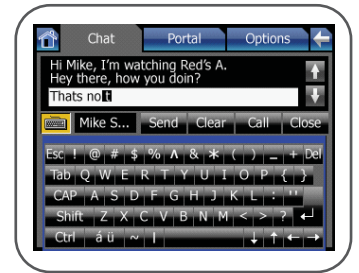 Chat Portal Options
Hi Mike, I'm watching Red's A.
Hey there, how you doin?
Thats no
Mike S... Send Clear Call Close
Esc ! @ # $ % ʌ & * ( ) _ + Del
Tab Q W E R T Y U I O P { }
CAP A S D F G H J K L : "
Shift Z X C V B N M < > ? ↵
Ctrl á ü ~ | ↓ ↑ ← →